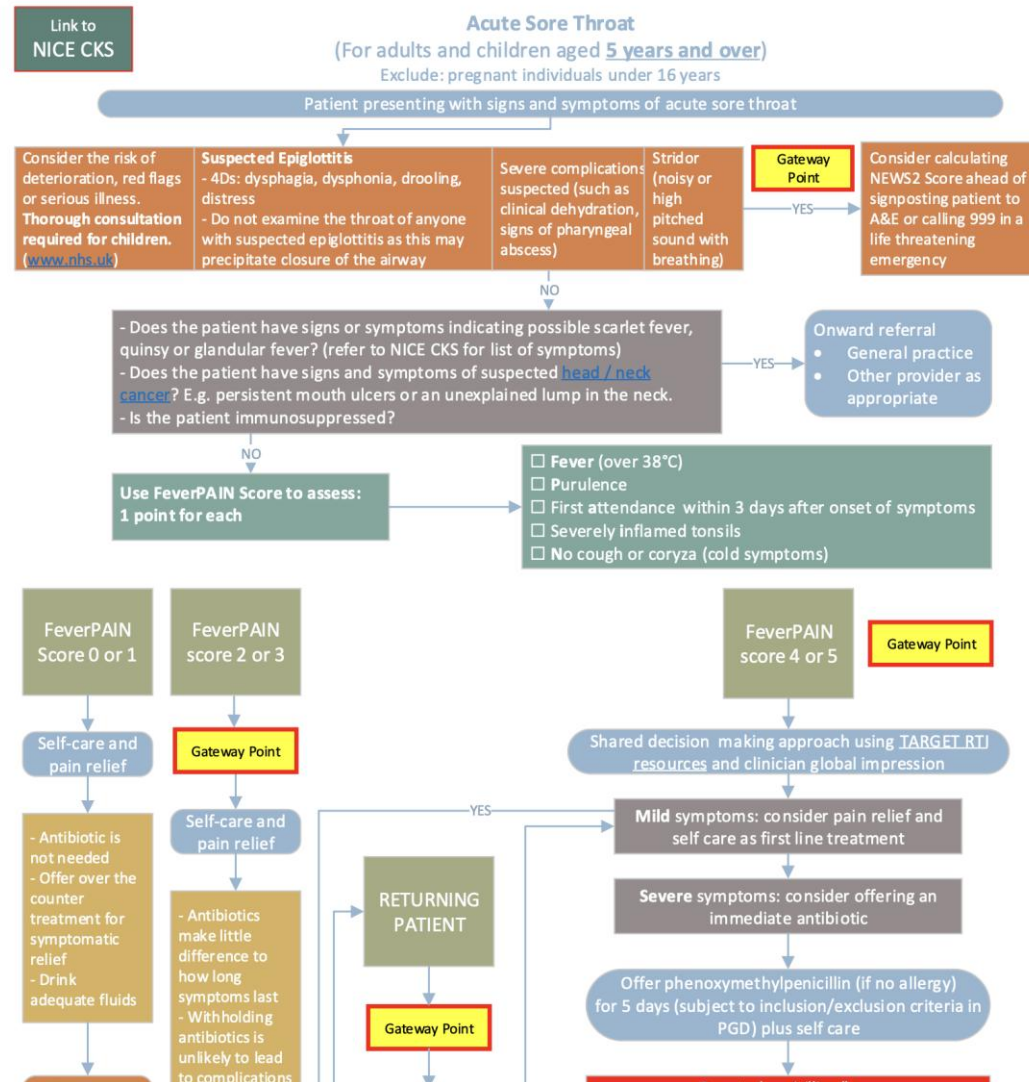 Link to
NICE CKS
Acute Sore Throat
(For adults and children aged 5 years and over)
Exclude: pregnant individuals under 16 years
Patient presenting with signs and symptoms of acute sore throat
Consider the risk of
deterioration, red flags
or serious illness.
Thorough consultation
required for children.
(www.nhs.uk)
Suspected Epiglottitis
- 4Ds: dysphagia, dysphonia, drooling,
distress
- Do not examine the throat of anyone
with suspected epiglottitis as this may
precipitate closure of the airway
Severe complications
suspected (such as
clinical dehydration,
signs of pharyngeal
abscess)
Stridor
(noisy or
high
pitched
sound with
breathing)
Gateway
Point
YES
Consider calculating
NEWS2 Score ahead of
signposting patient to
A&E or calling 999 in a
life threatening
emergency
NO
- Does the patient have signs or symptoms indicating possible scarlet fever,
quinsy or glandular fever? (refer to NICE CKS for list of symptoms)
- Does the patient have signs and symptoms of suspected head / neck
cancer? E.g. persistent mouth ulcers or an unexplained lump in the neck.
- Is the patient immunosuppressed?
YES
Onward referral
• General practice
• Other provider as
appropriate
NO
Use FeverPAIN Score to assess:
1 point for each
☐ Fever (over 38°C)
☐ Purulence
☐ First attendance within 3 days after onset of symptoms
☐ Severely inflamed tonsils
☐ No cough or coryza (cold symptoms)
FeverPAIN
Score 0 or 1
FeverPAIN
score 2 or 3
FeverPAIN
score 4 or 5
Gateway Point
Self-care and
pain relief
Gateway Point
Shared decision making approach using TARGET RTI
resources and clinician global impression
- Antibiotic is
not needed
- Offer over the
counter
treatment for
symptomatic
relief
- Drink
adequate fluids
Self-care and
pain relief
- Antibiotics
make little
difference to
how long
symptoms last
- Withholding
antibiotics is
unlikely to lead
to complications
YES
RETURNING
PATIENT
Gateway Point
Mild symptoms: consider pain relief and
self care as first line treatment
Severe symptoms: consider offering an
immediate antibiotic
Offer phenoxymethylpenicillin (if no allergy)
for 5 days (subject to inclusion/exclusion criteria in
PGD) plus self care